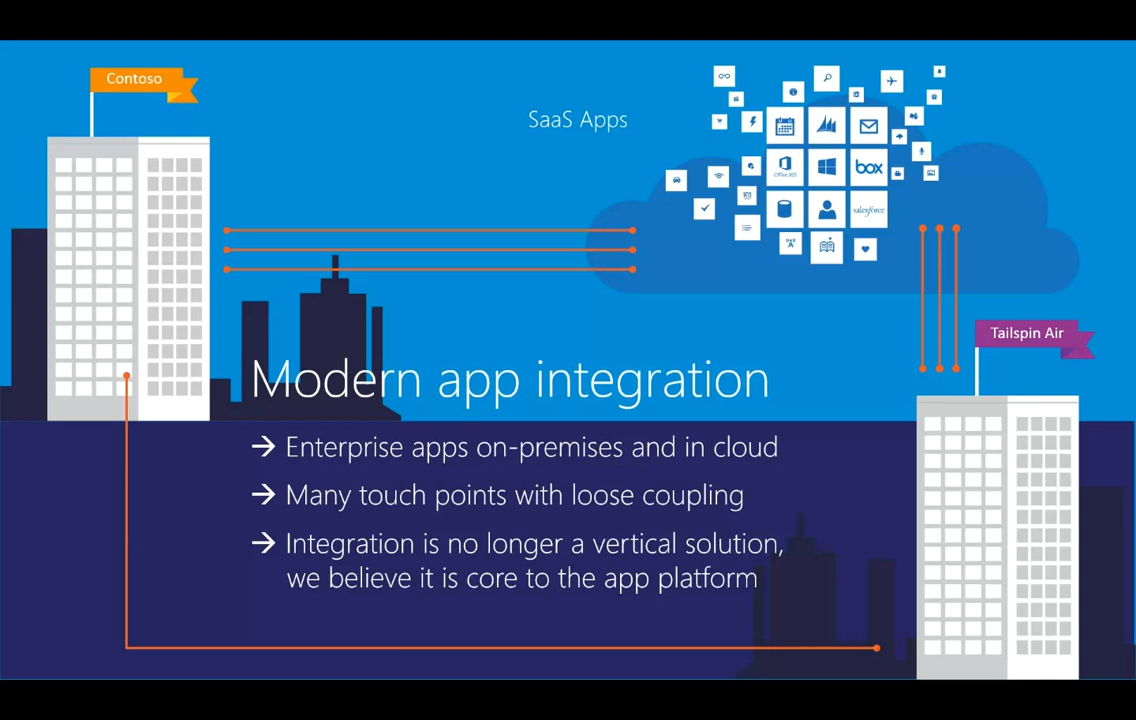 Contoso
SaaS Apps
Office 365
box
salesforce
Tailspin Air
Modern app integration
→ Enterprise apps on-premises and in cloud
→ Many touch points with loose coupling
→ Integration is no longer a vertical solution,
we believe it is core to the app platform